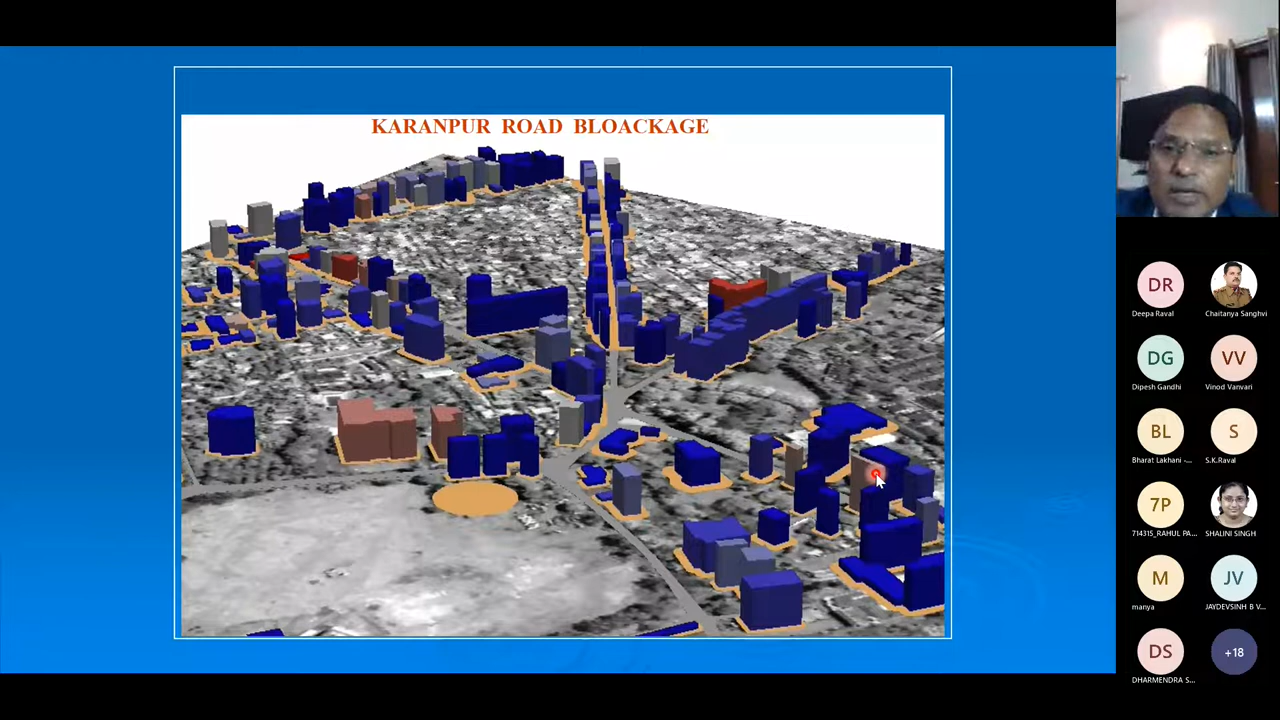 KARANPUR ROAD BLOACKAGE
DR
Deepa Raval
Chaitanya Sanghvi
DG
Dipesh Gandhi
VV
Vinod Vanvari
BL
Bharat Lakhani -...
S
S.K.Raval
7P
714315_RAHUL PA...
SHALINI SINGH
M
manya
JV
JAYDEVSINH B V...
DS
DHARMENDRA S...
+18